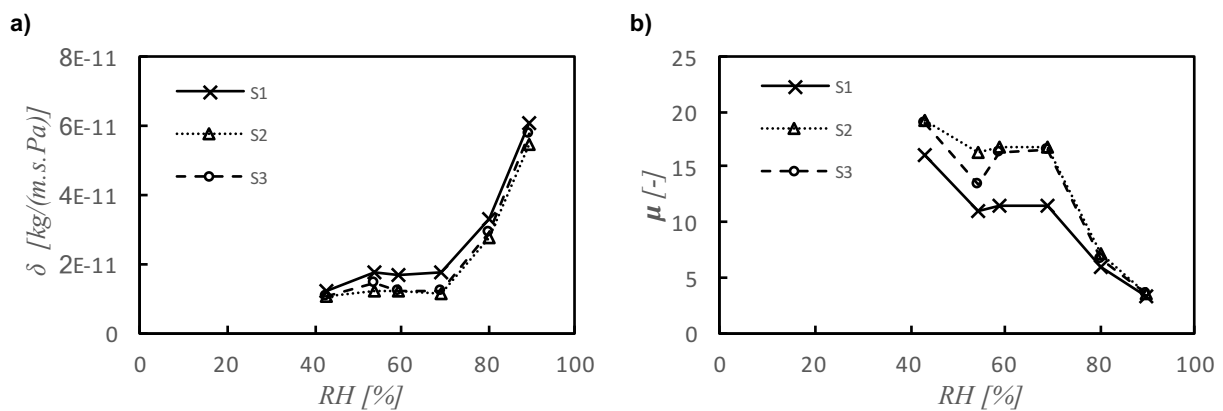 a)
8E-11
6E-11
4E-11
2E-11
0
δ [kg/(m.s.Pa)]
S1
S2
S3
0 20 40 60 80 100
RH [%]
b)
25
20
15
10
5
0
μ [-]
S1
S2
S3
0 20 40 60 80 100
RH [%]